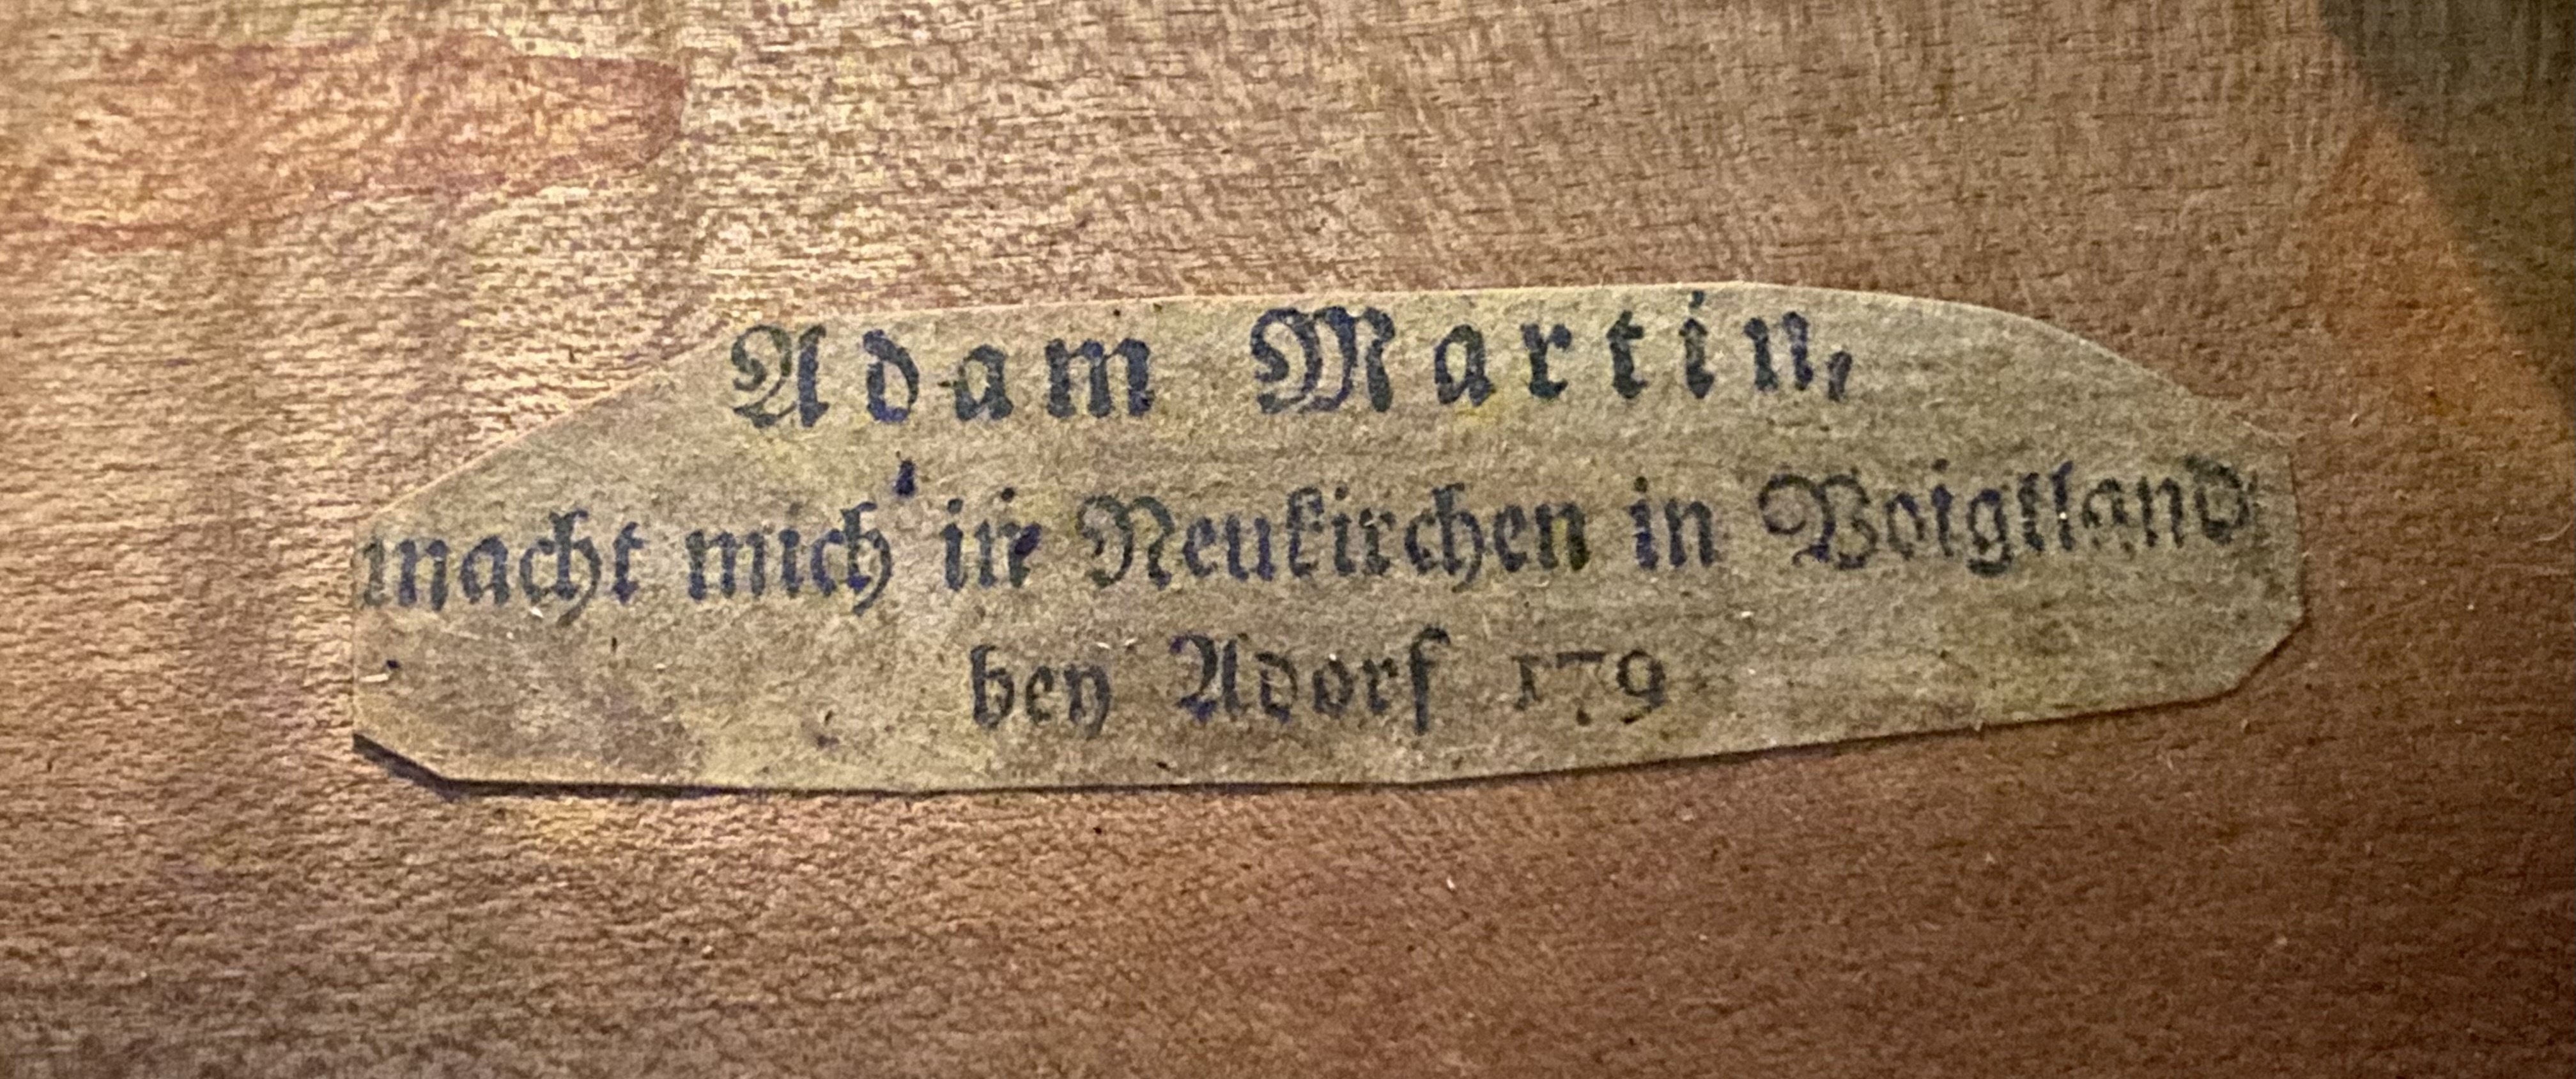 Adam Martin,
macht mich in Neukirchen in Voigtland
bey Adorf 179